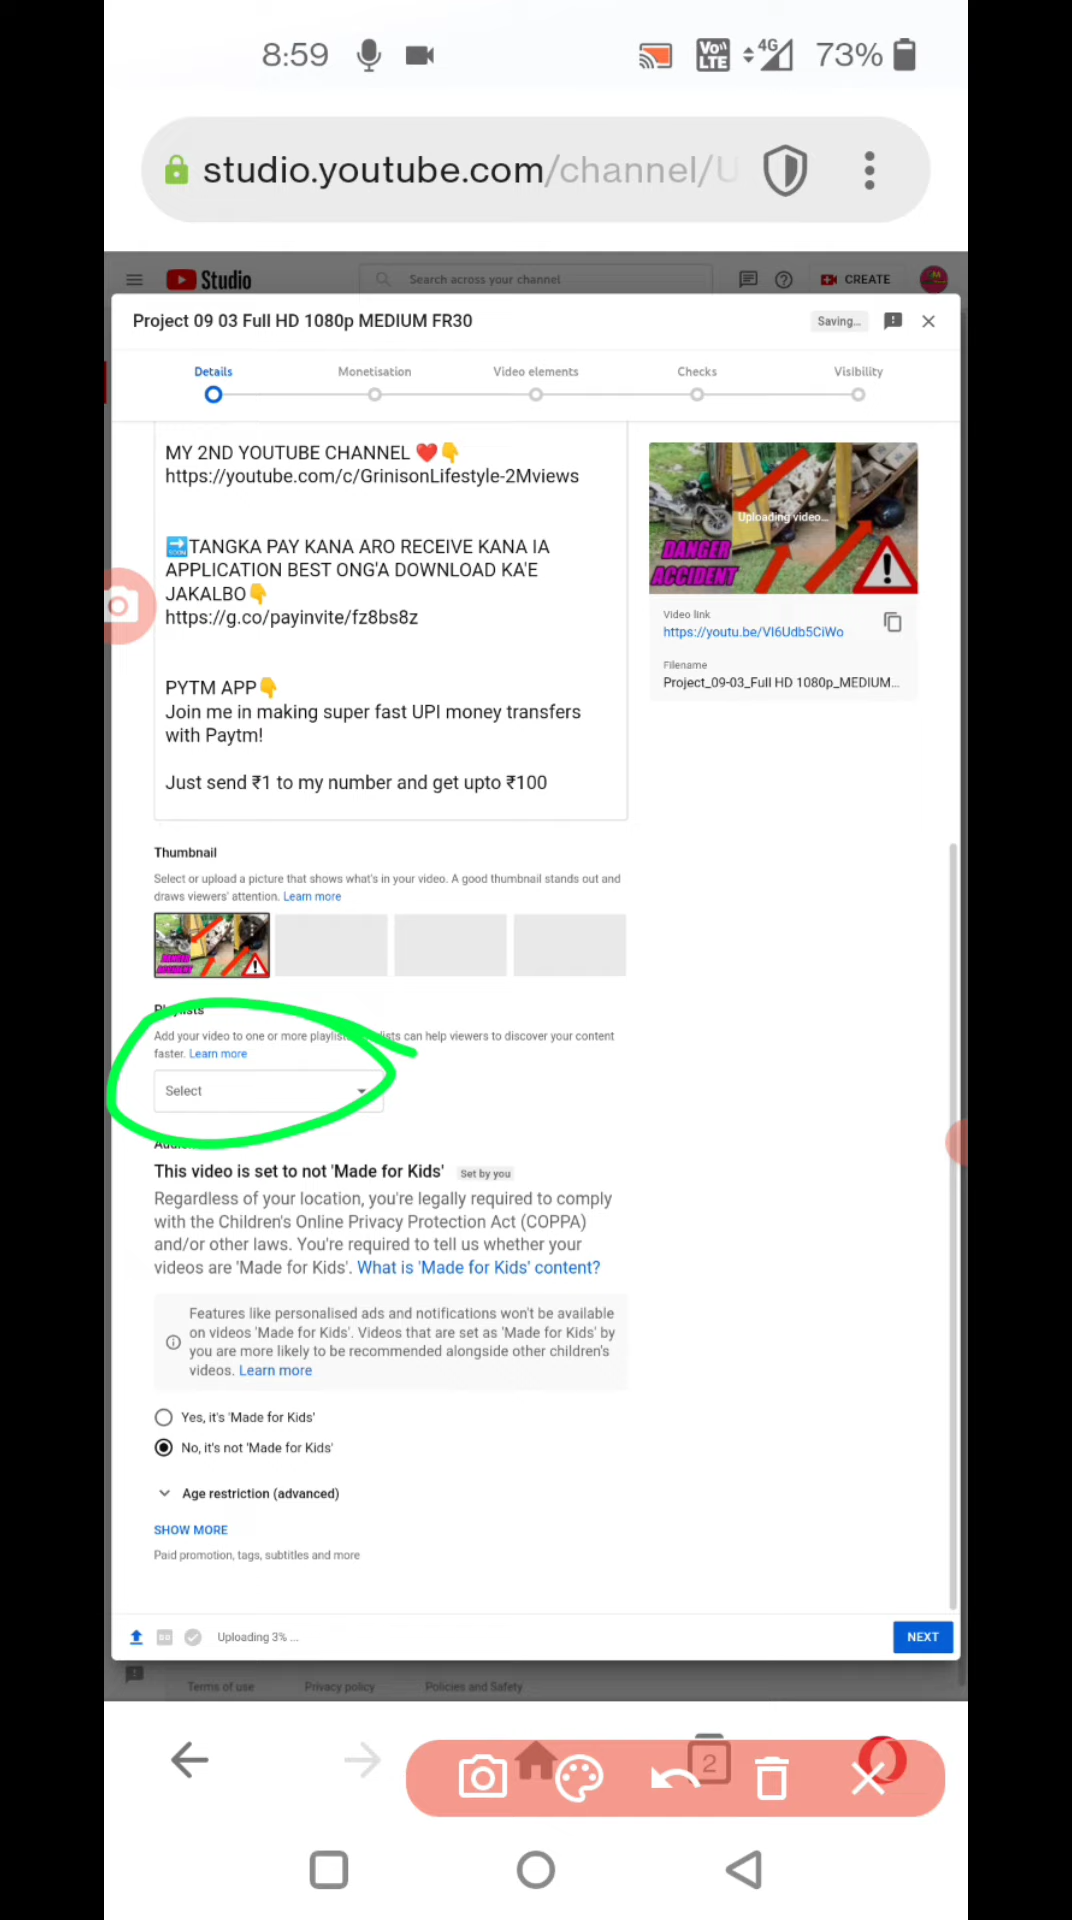 8:59
Vo))
LTE
4G
73%
studio.youtube.com/channel/U
Studio
Search across your channel
CREATE
Project 09 03 Full HD 1080p MEDIUM FR30
Saving...
Details
Monetisation
Video elements
Checks
Visibility
MY 2ND YOUTUBE CHANNEL ❤️👇
https://youtube.com/c/GrinisonLifestyle-2Mviews
🔜TANGKA PAY KANA ARO RECEIVE KANA IA
APPLICATION BEST ONG'A DOWNLOAD KA'E
JAKALBO👇
https://g.co/payinvite/fz8bs8z
PYTM APP👇
Join me in making super fast UPI money transfers
with Paytm!
Just send ₹1 to my number and get upto ₹100
Uploading video...
DANGER
ACCIDENT
Video link
https://youtu.be/VI6Udb5CiWo
Filename
Project_09-03_Full HD 1080p_MEDIUM...
Thumbnail
Select or upload a picture that shows what's in your video. A good thumbnail stands out and
draws viewers' attention. Learn more
DANGER
ACCIDENT
Playlists
Add your video to one or more playlists. Playlists can help viewers to discover your content
faster. Learn more
Select
This video is set to not 'Made for Kids'
Set by you
Regardless of your location, you're legally required to comply
with the Children's Online Privacy Protection Act (COPPA)
and/or other laws. You're required to tell us whether your
videos are 'Made for Kids'. What is 'Made for Kids' content?
Features like personalised ads and notifications won't be available
on videos 'Made for Kids'. Videos that are set as 'Made for Kids' by
you are more likely to be recommended alongside other children's
videos. Learn more
Yes, it's 'Made for Kids'
No, it's not 'Made for Kids'
Age restriction (advanced)
SHOW MORE
Paid promotion, tags, subtitles and more
Uploading 3% ...
NEXT
Terms of use
Privacy policy
Policies and Safety
2